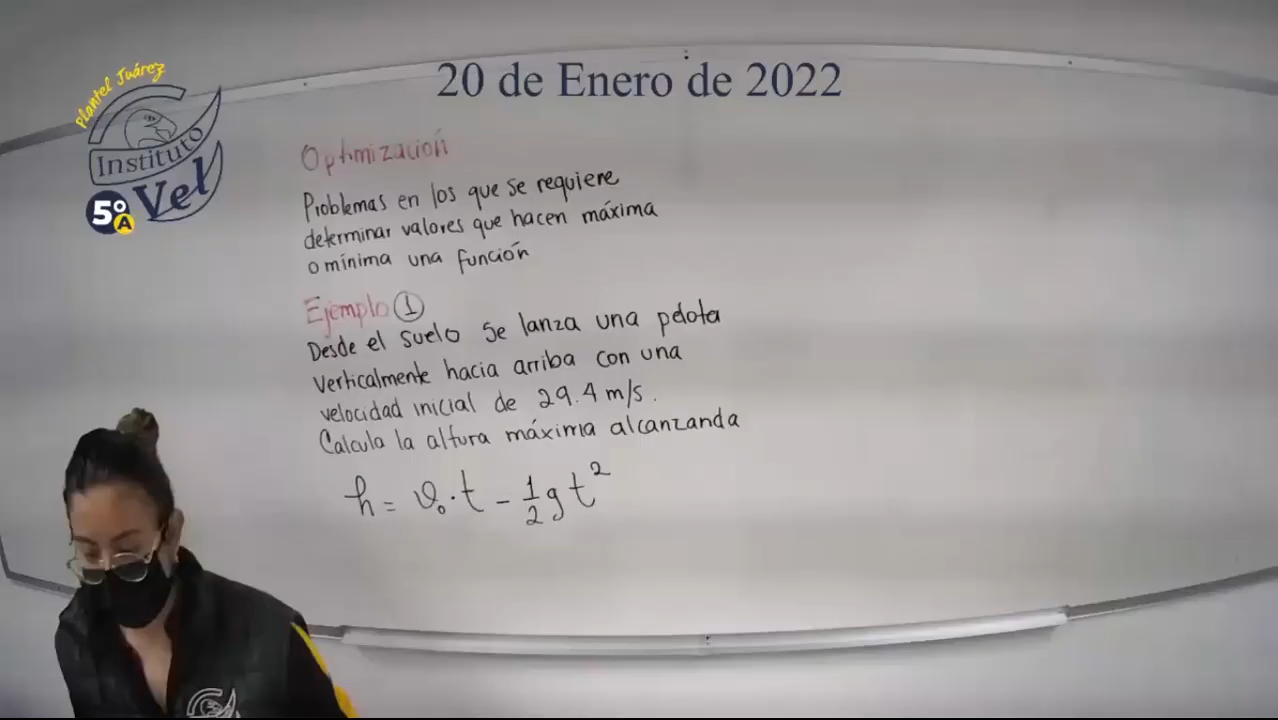 20 de Enero de 2022
Plantel Juárez
Instituto
Vel
5º
A
Optimización
Problemas en los que se requiere
determinar valores que hacen máxima
o mínima una función
Ejemplo ①
Desde el suelo se lanza una pelota
verticalmente hacia arriba con una
velocidad inicial de 29.4 m/s.
Calcula la altura máxima alcanzanda
h = v₀·t - 1/2 g t²